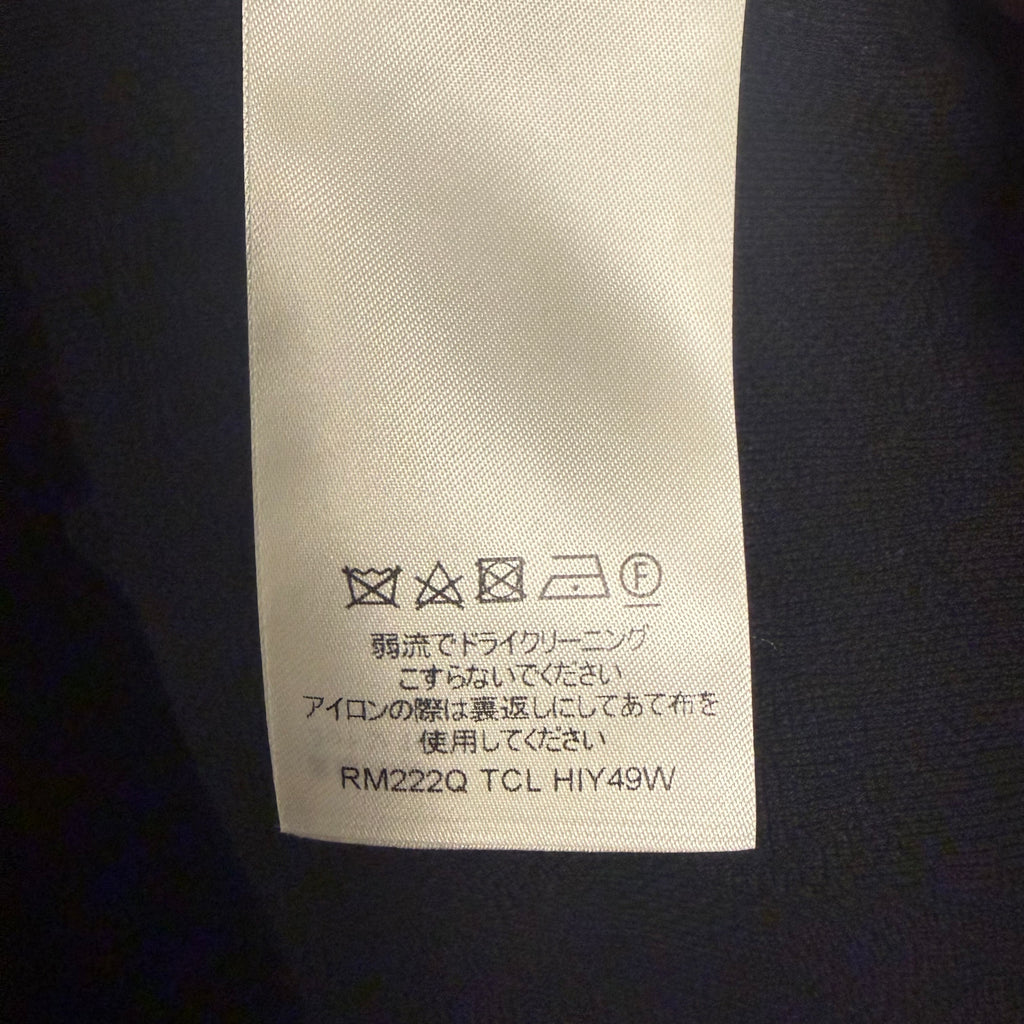 F
弱流でドライクリーニング
こすらないでください
アイロンの際は裏返しにしてあて布を
使用してください
RM222Q TCL HIY49W